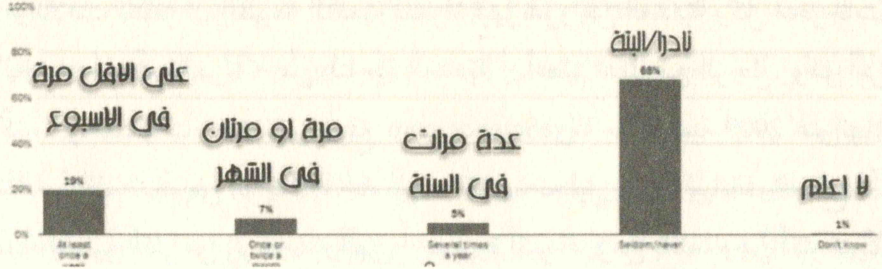 100%
80%
60%
40%
20%
0%
نادرا/البتة
68%
على الاقل مرة
فى الاسبوع
19%
مرة او مرتان
فى الشهر
7%
عدة مرات
فى السنة
5%
لا اعلم
1%
At least
once a
week
Once or
twice a
month
Several times
a year
Seldom/never
Don't know